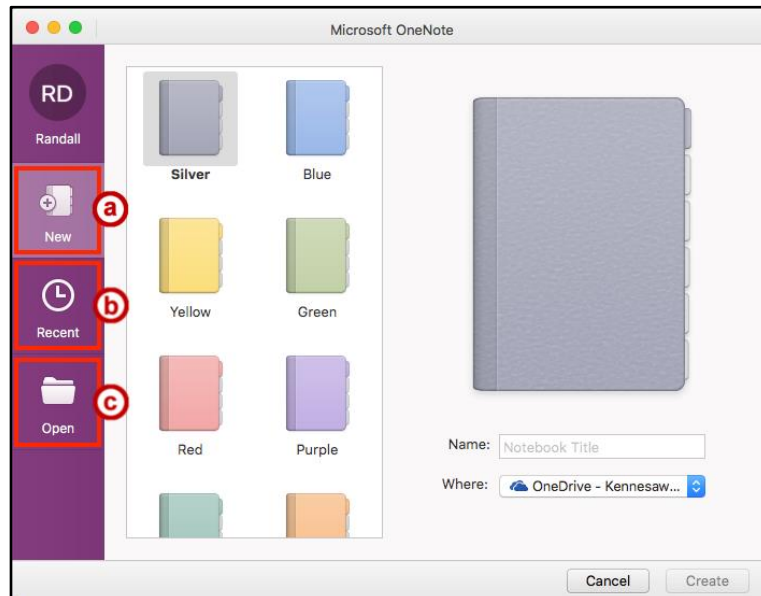 Microsoft OneNote
RD
Randall
New
a
Recent
b
Open
c
Silver
Blue
Yellow
Green
Red
Purple
Name: Notebook Title
Where: OneDrive - Kennesaw...
Cancel
Create